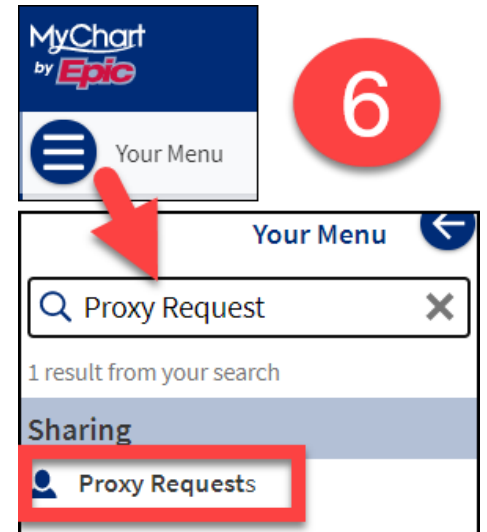 MyChart
by Epic
6
Your Menu
Your Menu
Proxy Request
1 result from your search
Sharing
Proxy Requests